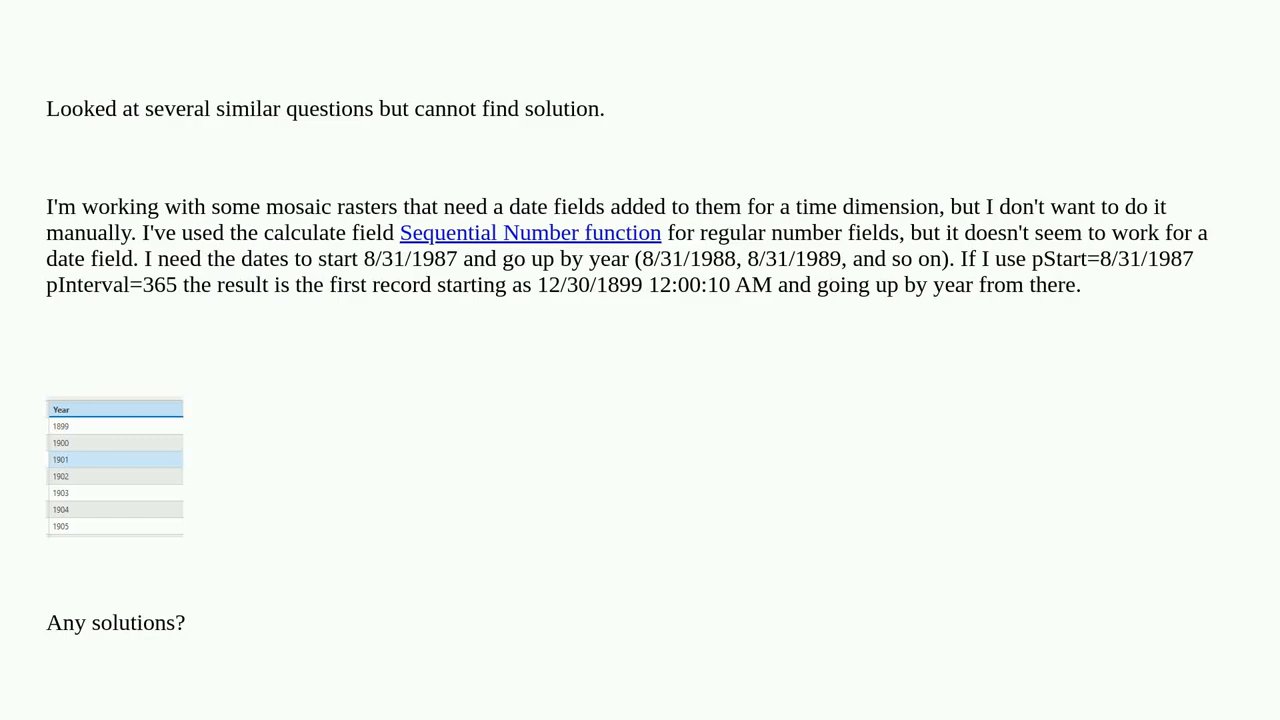 Looked at several similar questions but cannot find solution.
I'm working with some mosaic rasters that need a date fields added to them for a time dimension, but I don't want to do it
manually. I've used the calculate field Sequential Number function for regular number fields, but it doesn't seem to work for a
date field. I need the dates to start 8/31/1987 and go up by year (8/31/1988, 8/31/1989, and so on). If I use pStart=8/31/1987
pInterval=365 the result is the first record starting as 12/30/1899 12:00:10 AM and going up by year from there.
Year
1899
1900
1901
1902
1903
1904
1905
Any solutions?